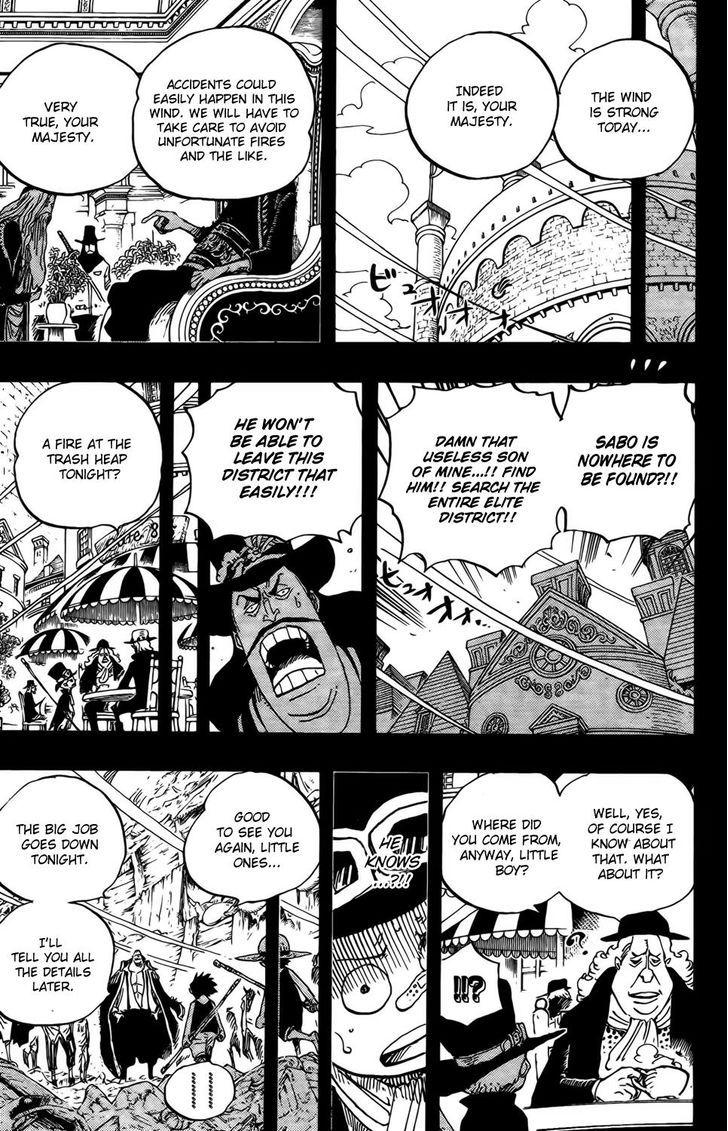 THE WIND
IS STRONG
TODAY...
INDEED
IT IS, YOUR
MAJESTY.
ビュオオオ
ACCIDENTS COULD
EASILY HAPPEN IN THIS
WIND. WE WILL HAVE TO
TAKE CARE TO AVOID
UNFORTUNATE FIRES
AND THE LIKE.
VERY
TRUE, YOUR
MAJESTY.
SABO IS
NOWHERE TO
BE FOUND?!!
DAMN THAT
USELESS SON
OF MINE...!! FIND
HIM!! SEARCH THE
ENTIRE ELITE
DISTRICT!!
HE WON'T
BE ABLE TO
LEAVE THIS
DISTRICT THAT
EASILY!!!
A FIRE AT THE
TRASH HEAP
TONIGHT?
WELL, YES,
OF COURSE I
KNOW ABOUT
THAT. WHAT
ABOUT IT?
WHERE DID
YOU COME FROM,
ANYWAY, LITTLE
BOY?
?
!!?
HE
KNOWS
...?!!
GOOD
TO SEE YOU
AGAIN, LITTLE
ONES...
THE BIG JOB
GOES DOWN
TONIGHT.
I'LL
TELL YOU ALL
THE DETAILS
LATER.